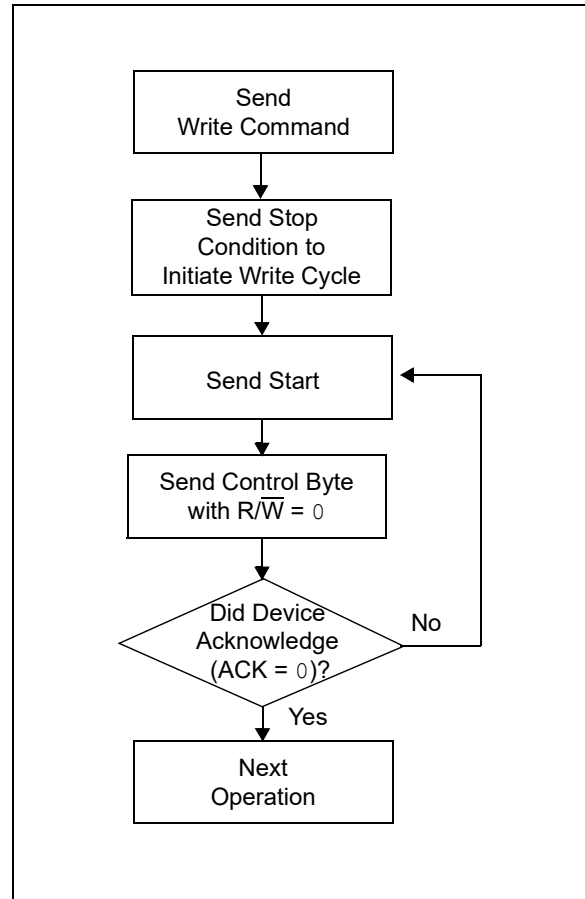 Send
Write Command
Send Stop
Condition to
Initiate Write Cycle
Send Start
Send Control Byte
with R/W̅ = 0
Did Device
Acknowledge
(ACK = 0)?
No
Yes
Next
Operation